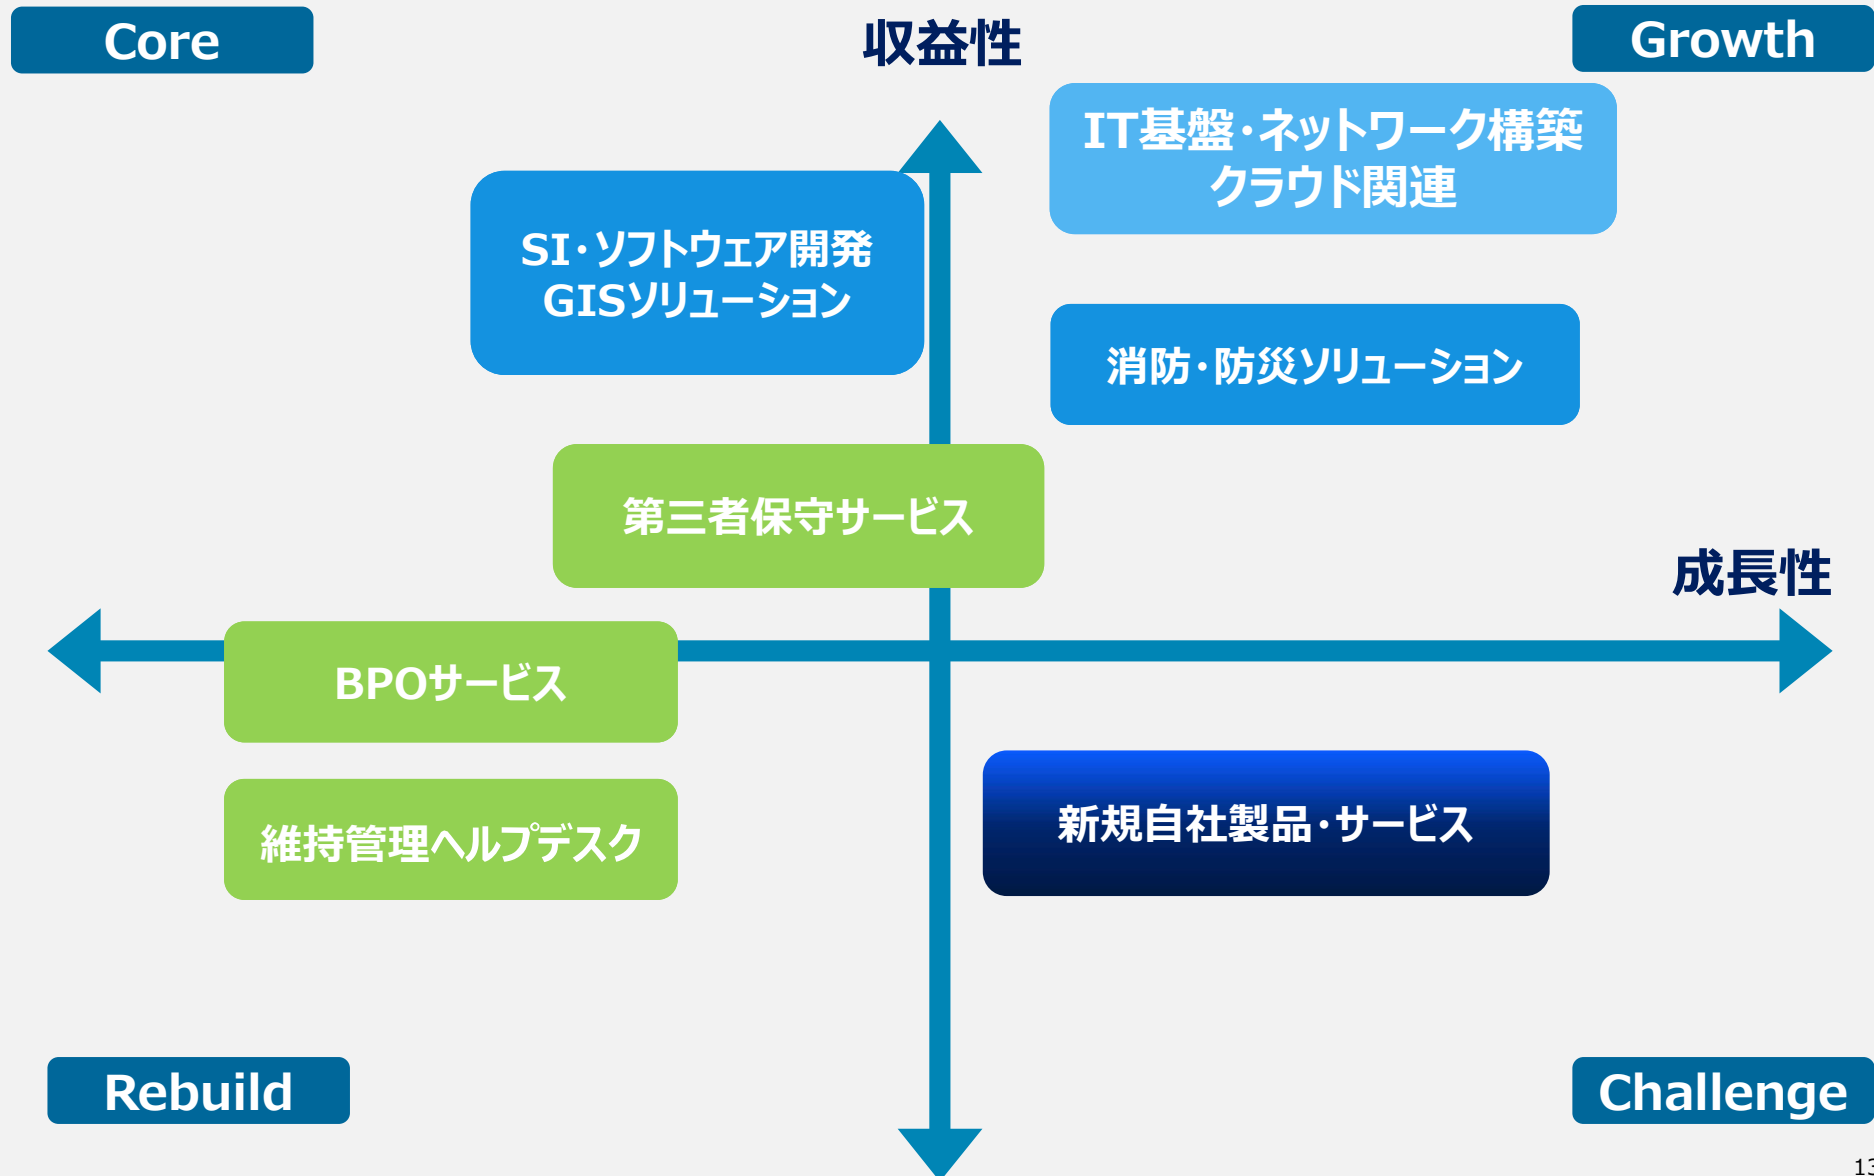 Core
収益性
Growth
IT基盤・ネットワーク構築
クラウド関連
SI・ソフトウェア開発
GISソリューション
消防・防災ソリューション
第三者保守サービス
成長性
BPOサービス
維持管理ヘルプデスク
新規自社製品・サービス
Rebuild
Challenge
13